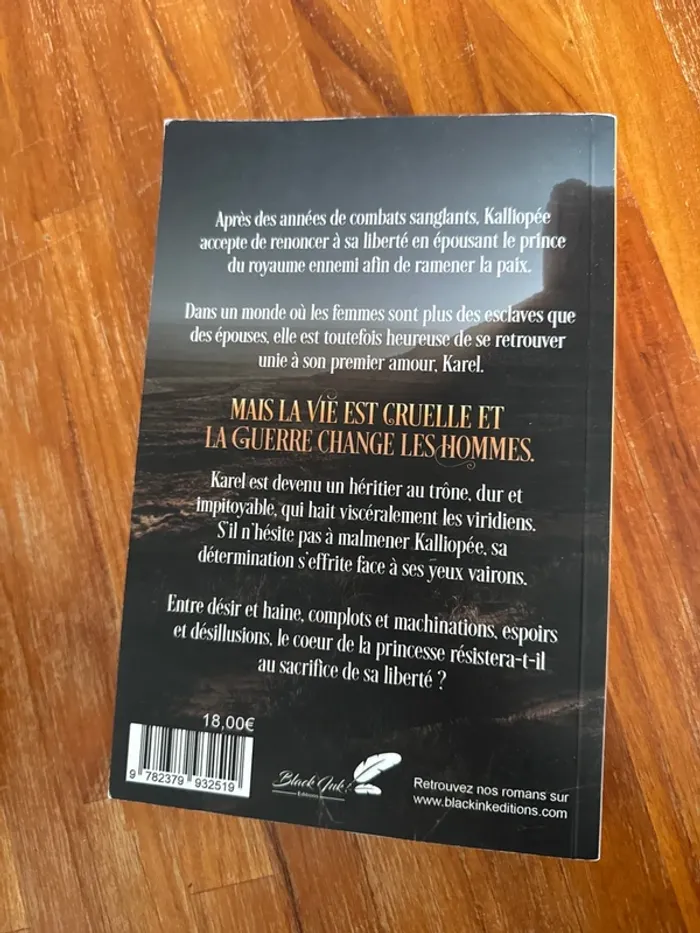 Après des années de combats sanglants, Kalliopée
accepte de renoncer à sa liberté en épousant le prince
du royaume ennemi afin de ramener la paix.
Dans un monde où les femmes sont plus des esclaves que
des épouses, elle est toutefois heureuse de se retrouver
unie à son premier amour, Karel.
MAIS LA VIE EST CRUELLE ET
LA GUERRE CHANGE LES HOMMES.
Karel est devenu un héritier au trône, dur et
impitoyable, qui hait viscéralement les viridiens.
S'il n'hésite pas à malmener Kalliopée, sa
détermination s'effrite face à ses yeux vairons.
Entre désir et haine, complots et machinations, espoirs
et désillusions, le coeur de la princesse résistera-t-il
au sacrifice de sa liberté ?
18,00€
9 782379 932519
Black Ink
Editions
Retrouvez nos romans sur
www.blackinkeditions.com